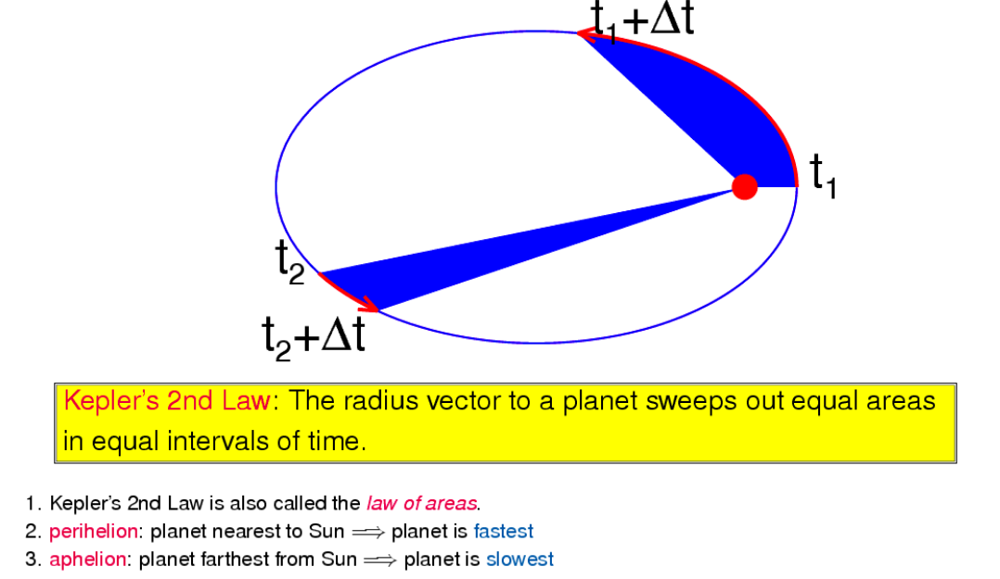 t₁+Δt
t₁
t₂
t₂+Δt
Kepler's 2nd Law: The radius vector to a planet sweeps out equal areas
in equal intervals of time.
1. Kepler's 2nd Law is also called the law of areas.
2. perihelion: planet nearest to Sun ⟹ planet is fastest
3. aphelion: planet farthest from Sun ⟹ planet is slowest